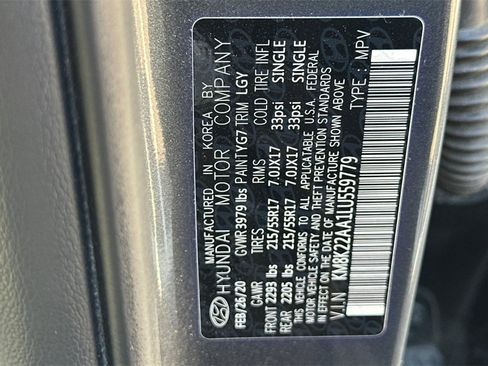 MANUFACTURED IN KOREA BY
HYUNDAI MOTOR COMPANY
FEB/26/20 GVWR 3979 lbs PAINT YG7 TRIM LGY
GAWR TIRES RIMS COLD TIRE INFL
FRONT 2293 lbs 215/55R17 7.0JX17 33psi SINGLE
REAR 2205 lbs 215/55R17 7.0JX17 33psi SINGLE
THIS VEHICLE CONFORMS TO ALL APPLICABLE U.S.A. FEDERAL
MOTOR VEHICLE SAFETY AND THEFT PREVENTION STANDARDS
IN EFFECT ON THE DATE OF MANUFACTURE SHOWN ABOVE
VIN KM8K22AA1LU559779 TYPE : MPV